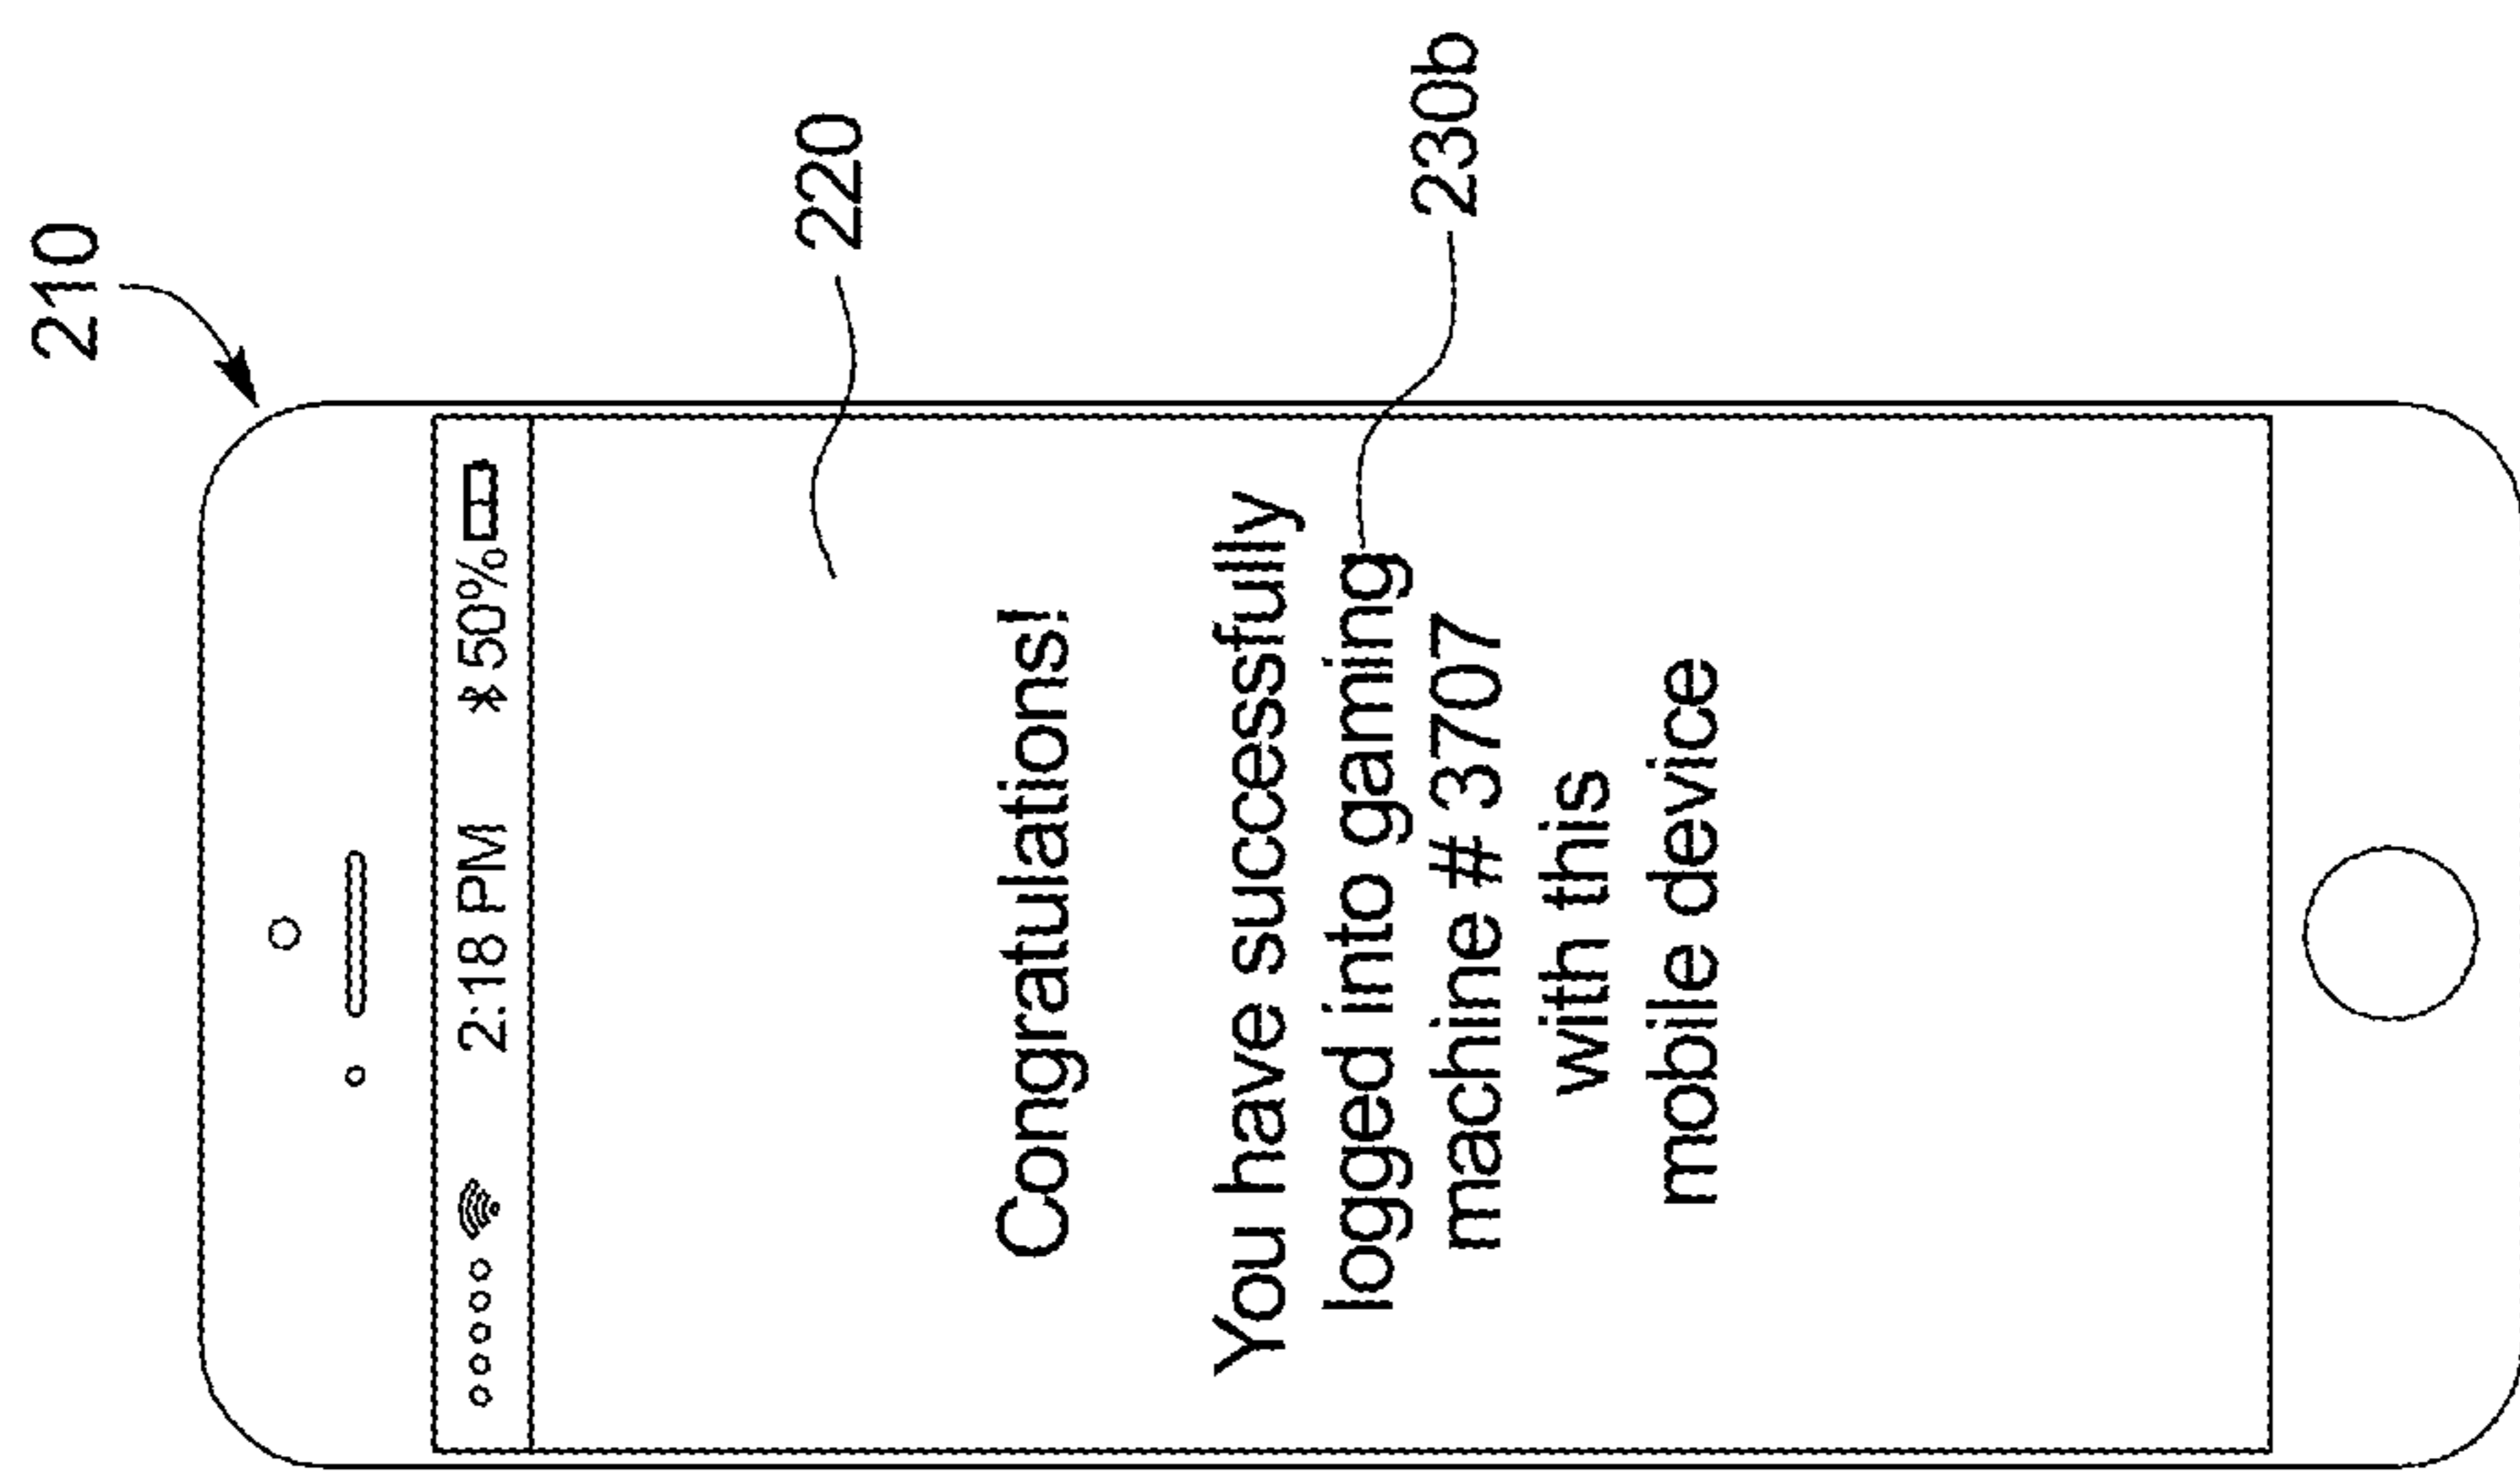 210
2:18 PM 50%
220
Congratulations!
You have successfully
logged into gaming
230b
machine # 3707
with this
mobile device